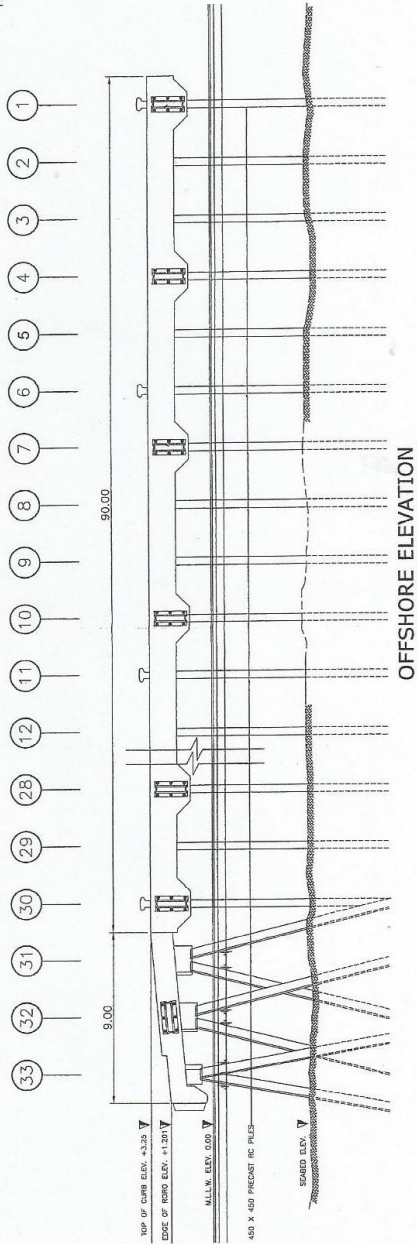 33 32 31 30 29 28 12 11 10 9 8 7 6 5 4 3 2 1
9.00 90.00
TOP OF CURB ELEV. +3.25
EDGE OF RORO ELEV. +1.201
M.L.L.W. ELEV. 0.00
450 X 450 PRECAST RC PILES
SEABED ELEV.
OFFSHORE ELEVATION